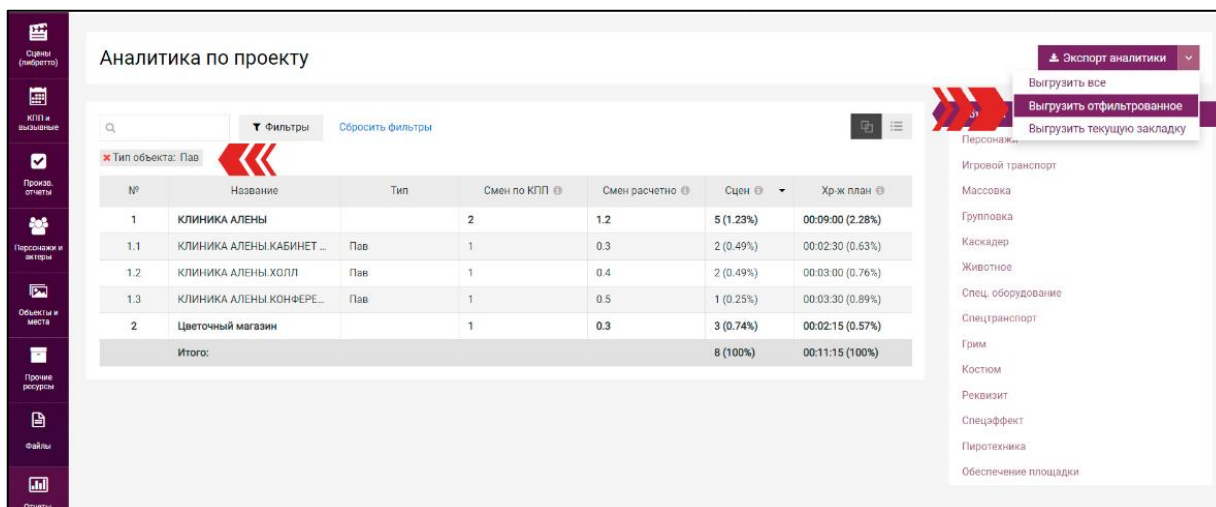 Сцены
(либретто)
КПП и
вызывные
Произв.
отчеты
Персонажи и
актеры
Объекты и
места
Прочие
ресурсы
Файлы
Отчеты
Аналитика по проекту
Экспорт аналитики
Выгрузить все
Выгрузить отфильтрованное
Выгрузить текущую закладку
Фильтры
Сбросить фильтры
Тип объекта: Пав
№ Название Тип Смен по КПП Смен расчетно Сцен Хр-ж план
1 КЛИНИКА АЛЕНЫ 2 1.2 5 (1.23%) 00:09:00 (2.28%)
1.1 КЛИНИКА АЛЕНЫ.КАБИНЕТ ... Пав 1 0.3 2 (0.49%) 00:02:30 (0.63%)
1.2 КЛИНИКА АЛЕНЫ.ХОЛЛ Пав 1 0.4 2 (0.49%) 00:03:00 (0.76%)
1.3 КЛИНИКА АЛЕНЫ.КОНФЕРЕ... Пав 1 0.5 1 (0.25%) 00:03:30 (0.89%)
2 Цветочный магазин 1 0.3 3 (0.74%) 00:02:15 (0.57%)
Итого: 8 (100%) 00:11:15 (100%)
Персонажи
Игровой транспорт
Массовка
Групповка
Каскадер
Животное
Спец. оборудование
Спецтранспорт
Грим
Костюм
Реквизит
Спецэффект
Пиротехника
Обеспечение площадки